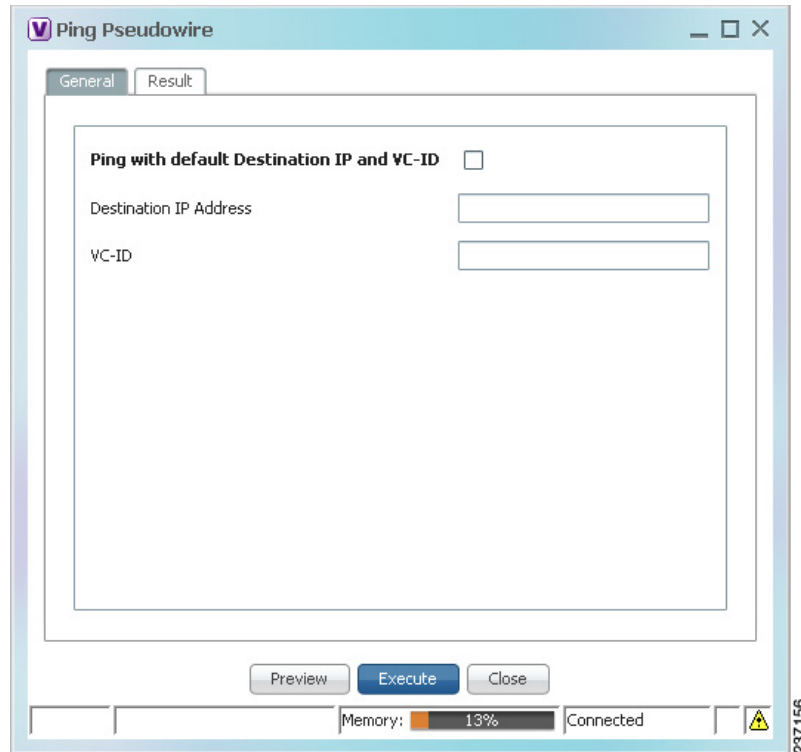 V Ping Pseudowire
General Result
Ping with default Destination IP and VC-ID
Destination IP Address
VC-ID
Preview Execute Close
Memory: 13% Connected